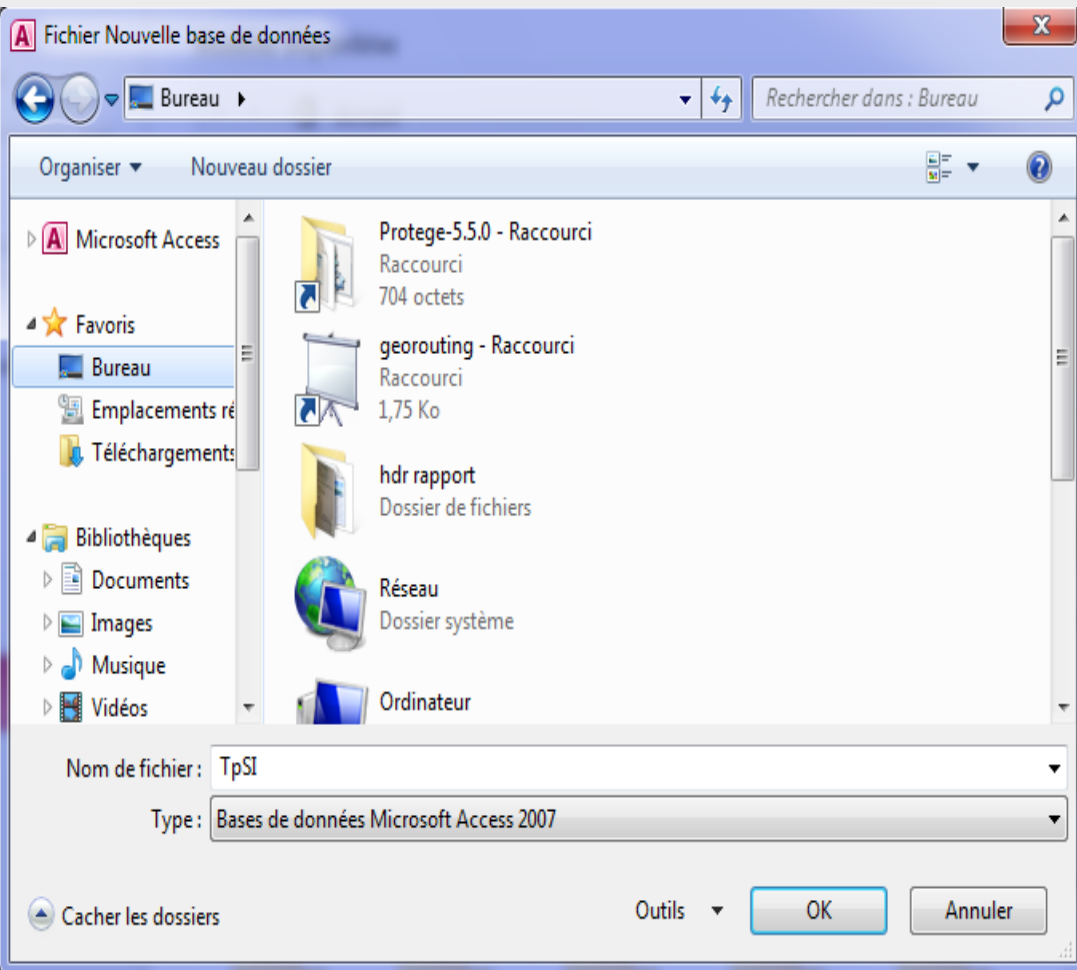 Fichier Nouvelle base de données
X
Bureau
Rechercher dans : Bureau
Organiser
Nouveau dossier
?
A Microsoft Access
Favoris
Bureau
Emplacements ré
Téléchargements
Bibliothèques
Documents
Images
Musique
Vidéos
Protege-5.5.0 - Raccourci
Raccourci
704 octets
georouting - Raccourci
Raccourci
1,75 Ko
hdr rapport
Dossier de fichiers
Réseau
Dossier système
Ordinateur
Nom de fichier : TpSI
Type : Bases de données Microsoft Access 2007
Cacher les dossiers
Outils
OK
Annuler